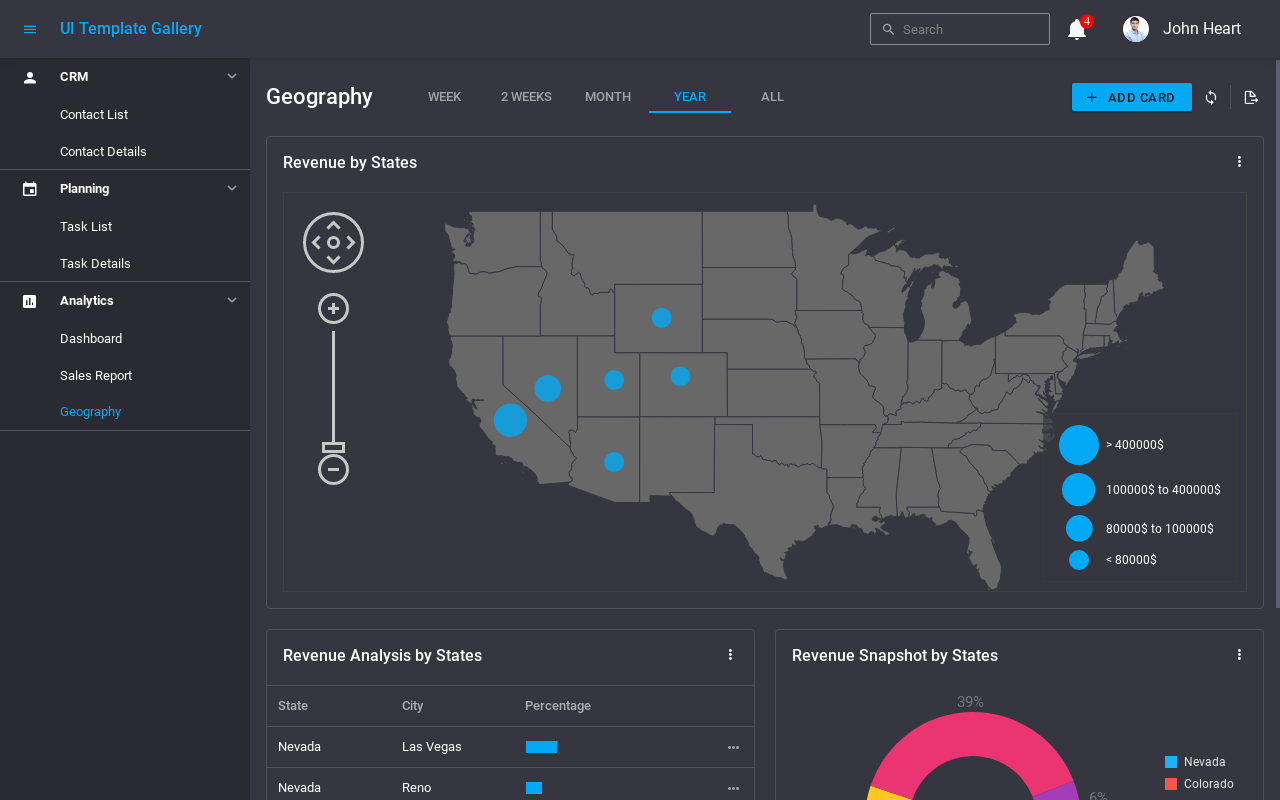 UI Template Gallery
Search
4
John Heart
CRM
Contact List
Contact Details
Planning
Task List
Task Details
Analytics
Dashboard
Sales Report
Geography
Geography
WEEK
2 WEEKS
MONTH
YEAR
ALL
ADD CARD
Revenue by States
> 400000$
100000$ to 400000$
80000$ to 100000$
< 80000$
Revenue Analysis by States
State City Percentage
Nevada Las Vegas
Nevada Reno
Revenue Snapshot by States
39%
6%
Nevada
Colorado